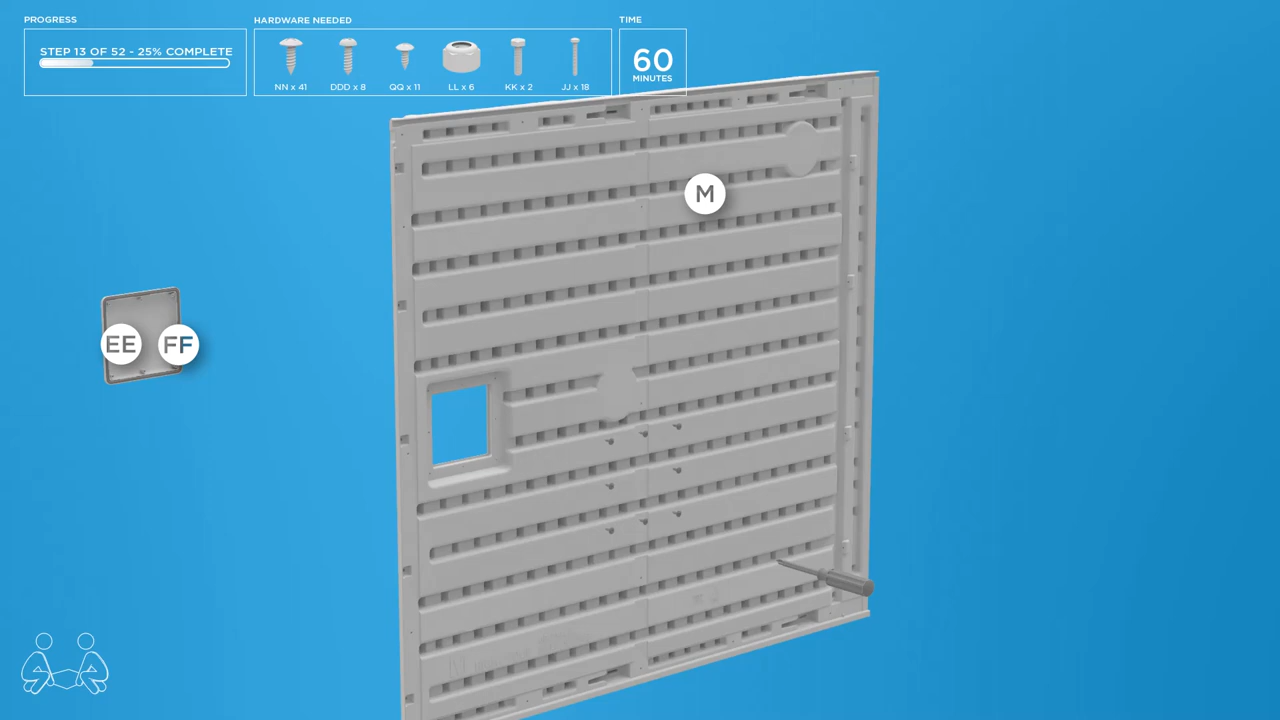 PROGRESS
HARDWARE NEEDED
TIME
STEP 13 OF 52 - 25% COMPLETE
NN x 41
DDD x 8
QQ x 11
LL x 6
KK x 2
JJ x 18
60
MINUTES
M
EE
FF